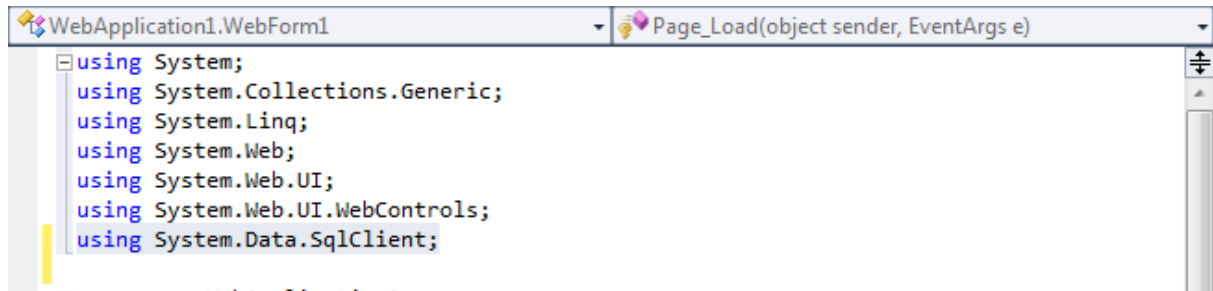 WebApplication1.WebForm1 Page_Load(object sender, EventArgs e)
using System;
using System.Collections.Generic;
using System.Linq;
using System.Web;
using System.Web.UI;
using System.Web.UI.WebControls;
using System.Data.SqlClient;